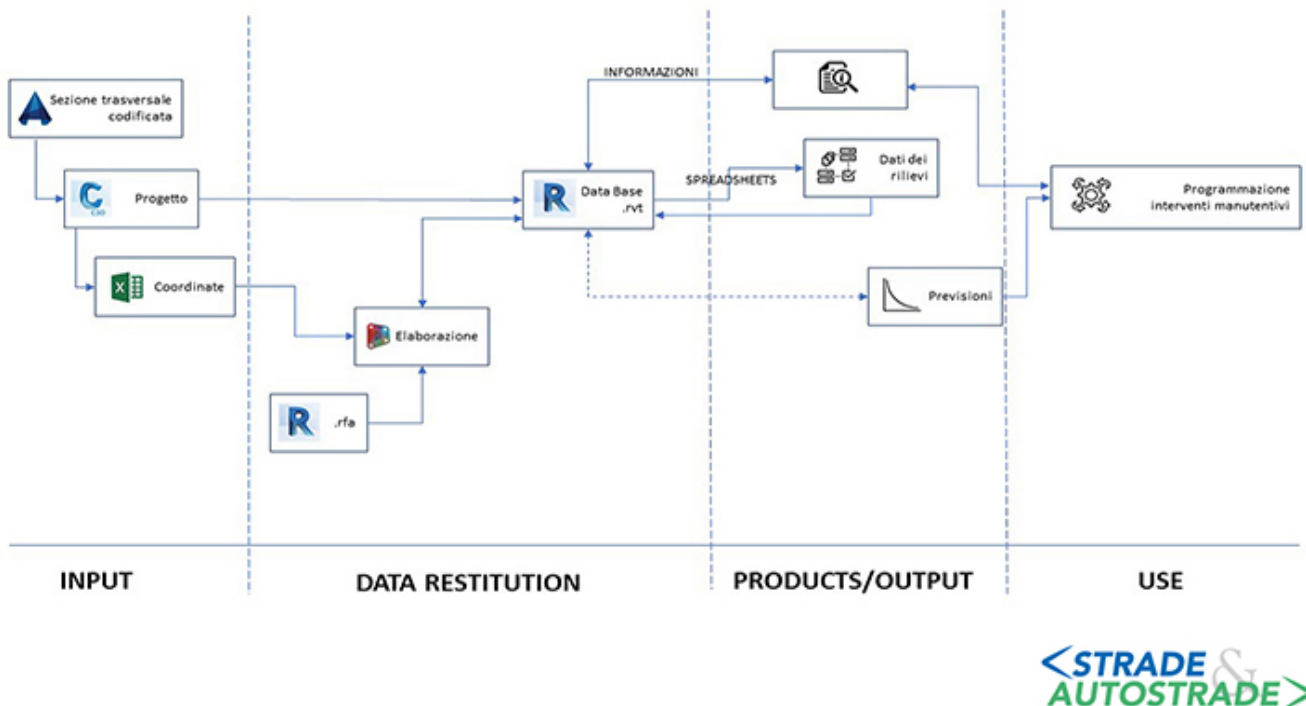 INFORMAZIONI
Sezione trasversale
codificata
Dati dei
rilievi
SPREADSHEETS
Data Base
.rvt
Progetto
C3D
Programmazione
interventi manutentivi
Coordinate
Previsioni
Elaborazione
.rfa
INPUT
DATA RESTITUTION
PRODUCTS/OUTPUT
USE
<STRADE &
AUTOSTRADE>